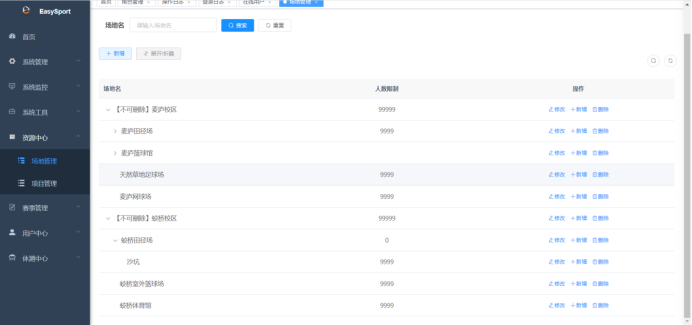 EasySport
首页
系统管理
系统监控
系统工具
资源中心
场地管理
项目管理
赛事管理
用户中心
体测中心
首页 角色管理 × 操作日志 × 登录日志 × 在线用户 × 场地管理 ×
场地名 请输入场地名 搜索 重置
+ 新增 展开/折叠
场地名 人数限制 操作
【不可删除】麦庐校区 99999 修改 +新增 删除
麦庐田径场 9999 修改 +新增 删除
麦庐篮球馆 修改 +新增 删除
天然草地足球场 9999 修改 +新增 删除
麦庐网球场 9999 修改 +新增 删除
【不可删除】蛟桥校区 99999 修改 +新增 删除
蛟桥田径场 0 修改 +新增 删除
沙坑 9999 修改 +新增 删除
蛟桥室外篮球场 9999 修改 +新增 删除
蛟桥体育馆 9999 修改 +新增 删除